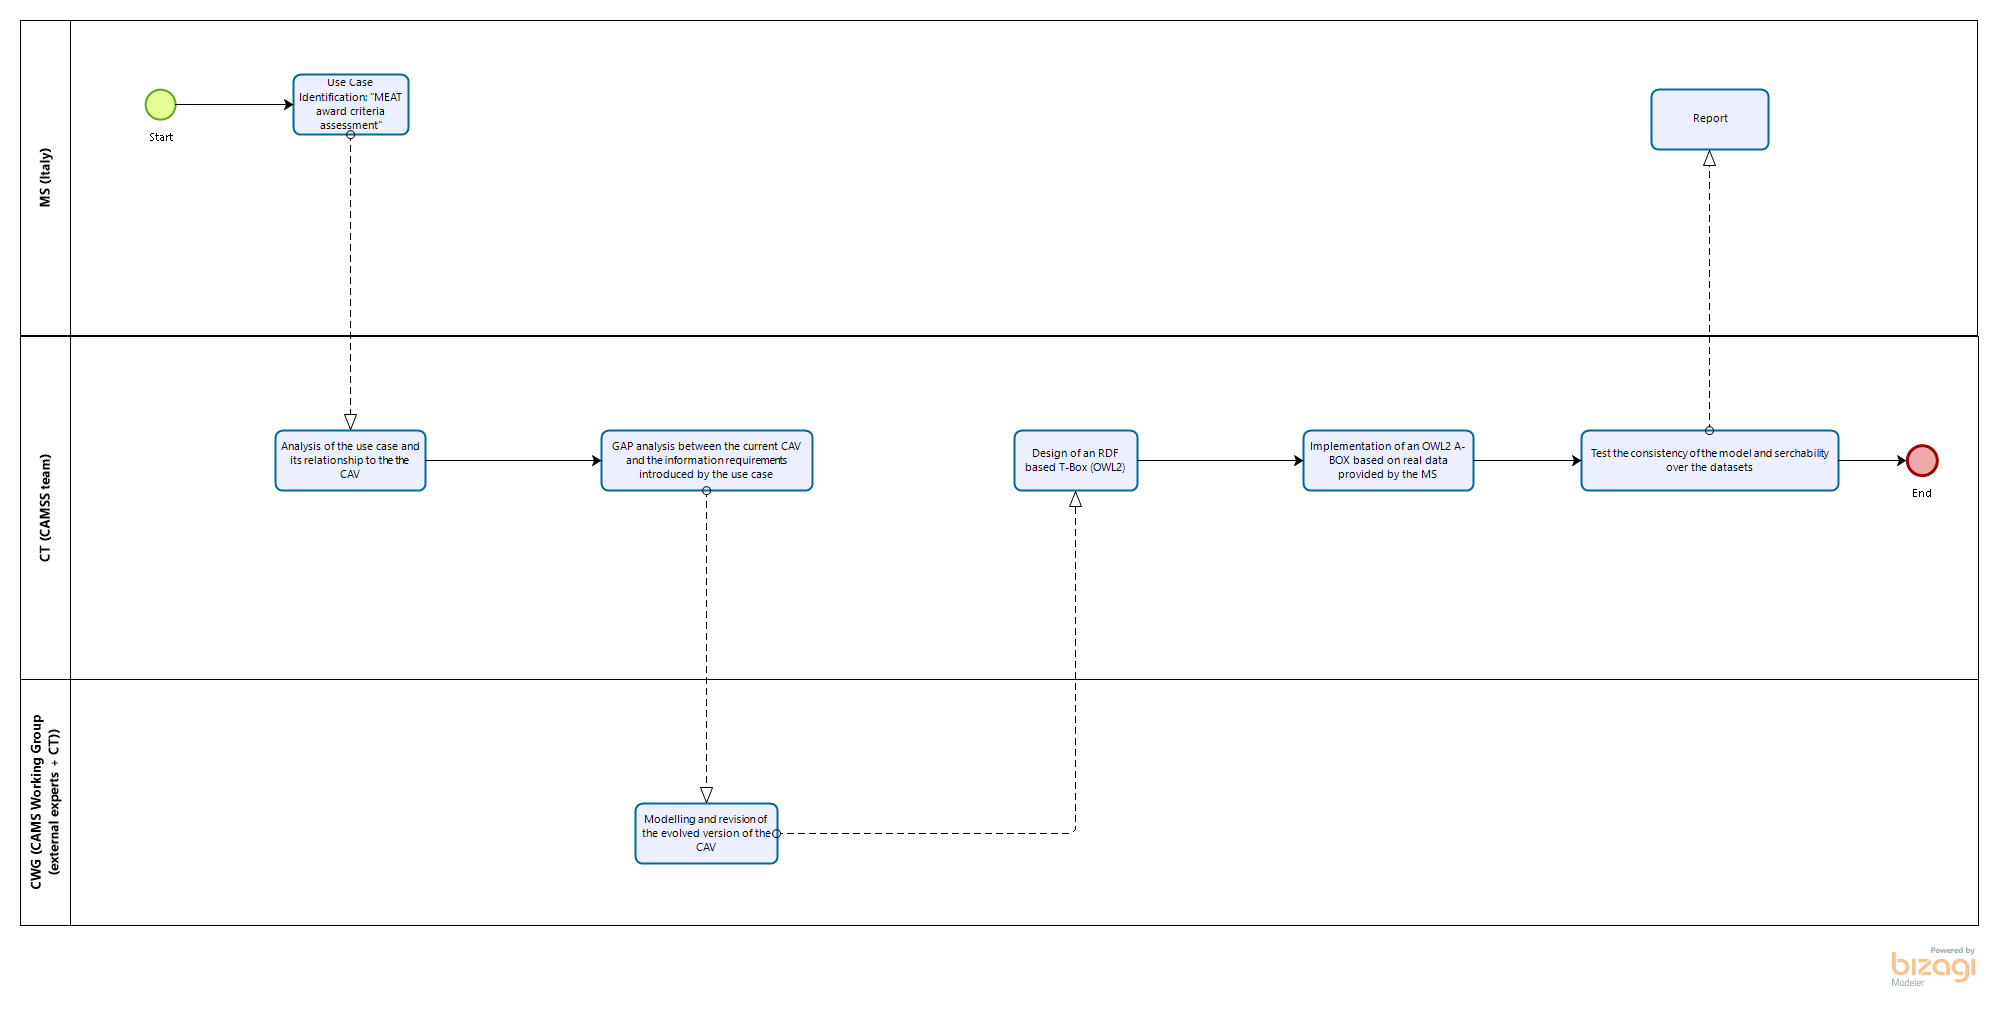 MS (Italy)
Start
Use Case
Identification: "MEAT
award criteria
assessment"
Report
CT (CAMSS team)
Analysis of the use case and
its relationship to the the
CAV
GAP analysis between the current CAV
and the information requirements
introduced by the use case
Design of an RDF
based T-Box (OWL2)
Implementation of an OWL2 A-
BOX based on real data
provided by the MS
Test the consistency of the model and serchability
over the datasets
End
CWG (CAMS Working Group
(external experts + CT))
Modelling and revision of
the evolved version of the
CAV
Powered by
bizagi
Modeler